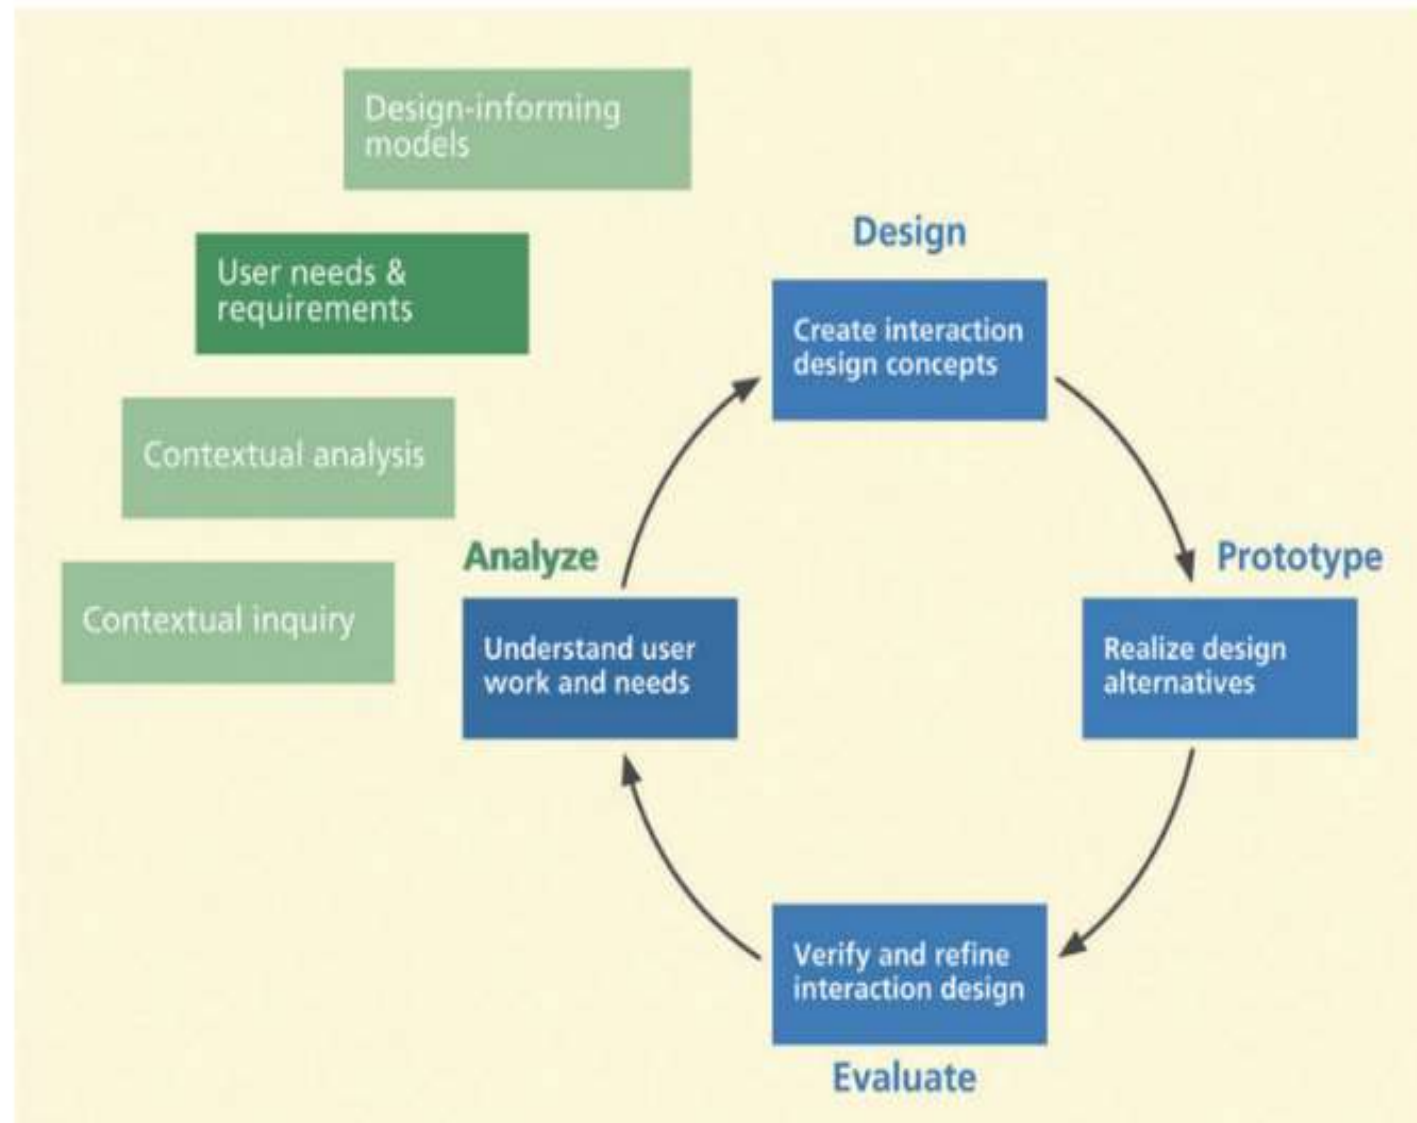 Design-informing
models
User needs &
requirements
Contextual analysis
Contextual inquiry
Analyze
Understand user
work and needs
Design
Create interaction
design concepts
Prototype
Realize design
alternatives
Verify and refine
interaction design
Evaluate